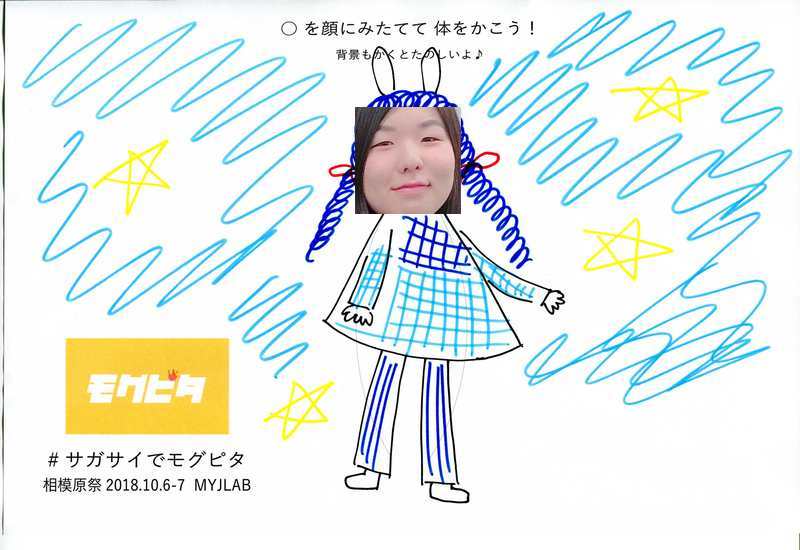 ○ を顔にみたてて 体をかこう！
背景もかくとたのしいよ♪
モグピタ
# サガサイでモグピタ
相模原祭 2018.10.6-7 MYJLAB